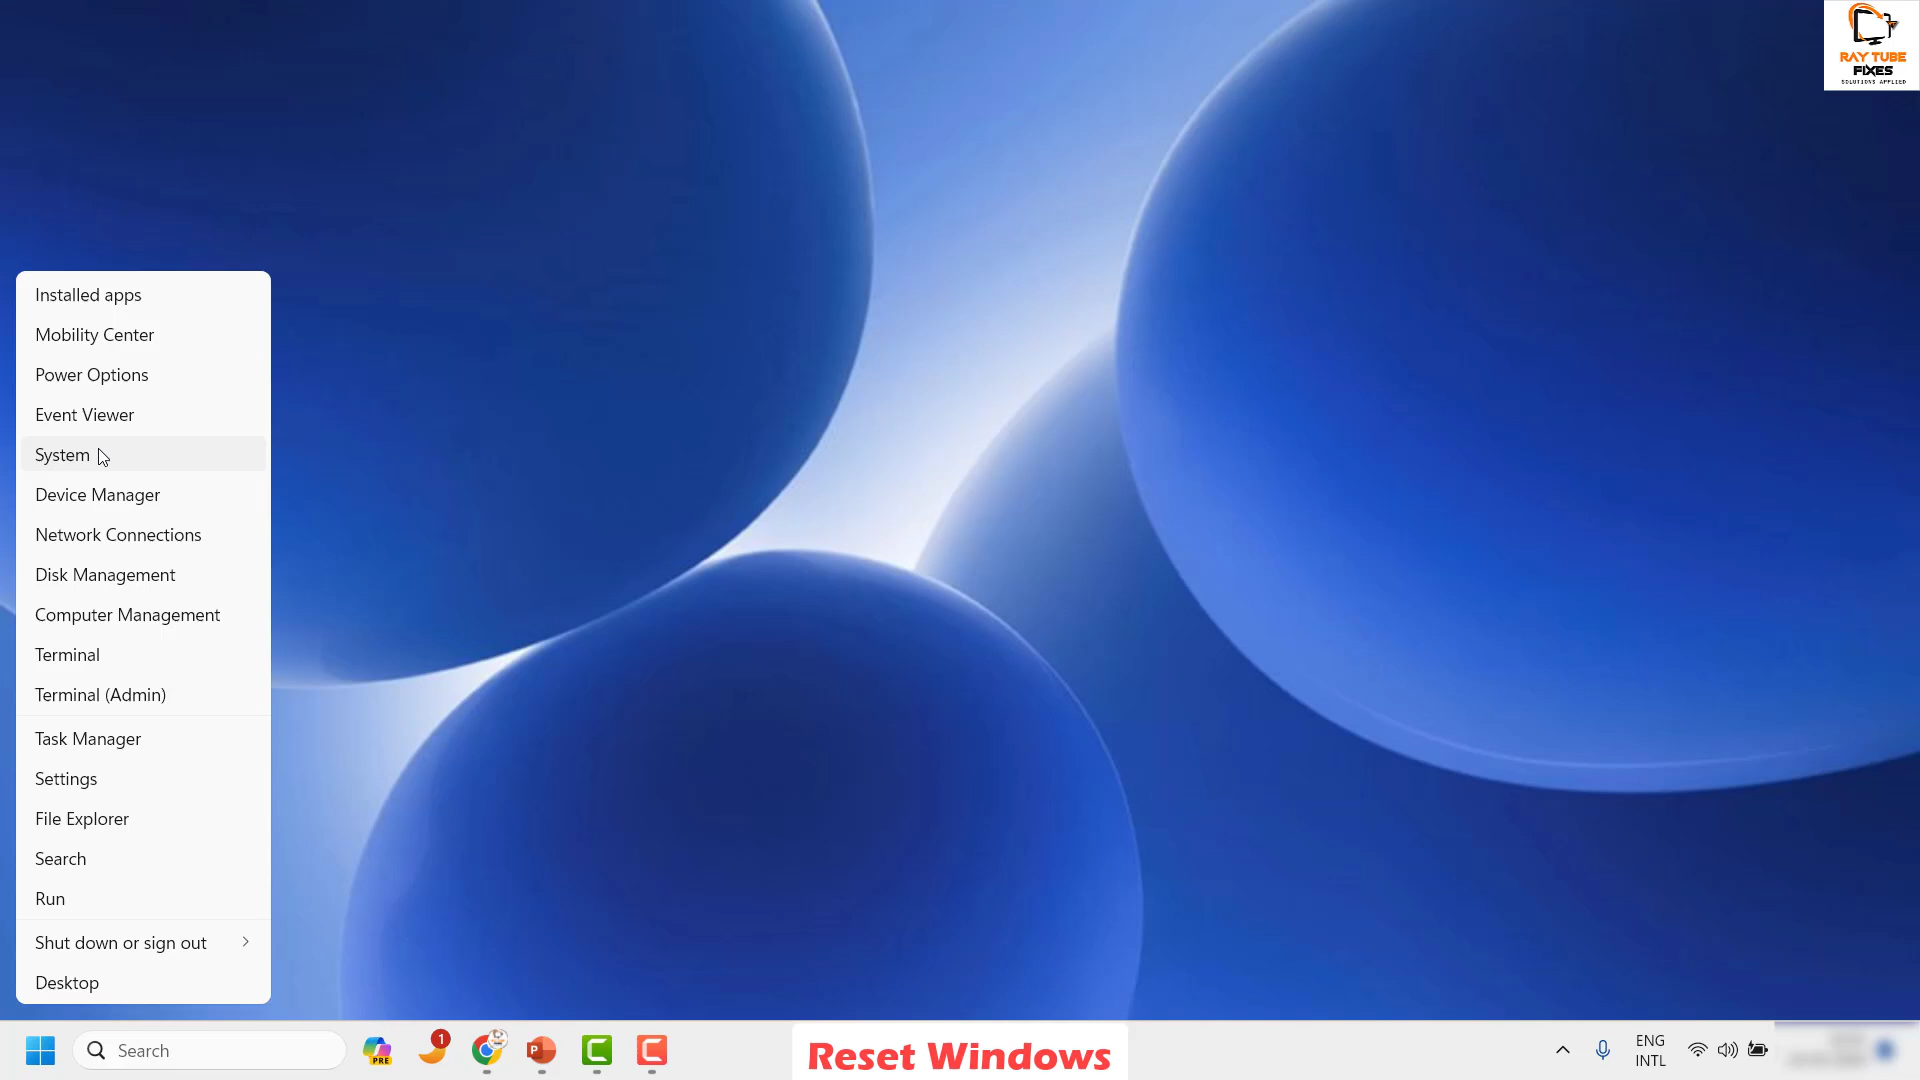 RAY TUBE
FIXES
SOLUTIONS APPLIED
Installed apps
Mobility Center
Power Options
Event Viewer
System
Device Manager
Network Connections
Disk Management
Computer Management
Terminal
Terminal (Admin)
Task Manager
Settings
File Explorer
Search
Run
Shut down or sign out
Desktop
Search
PRE
1
P
C
C
Reset Windows
ENG
INTL